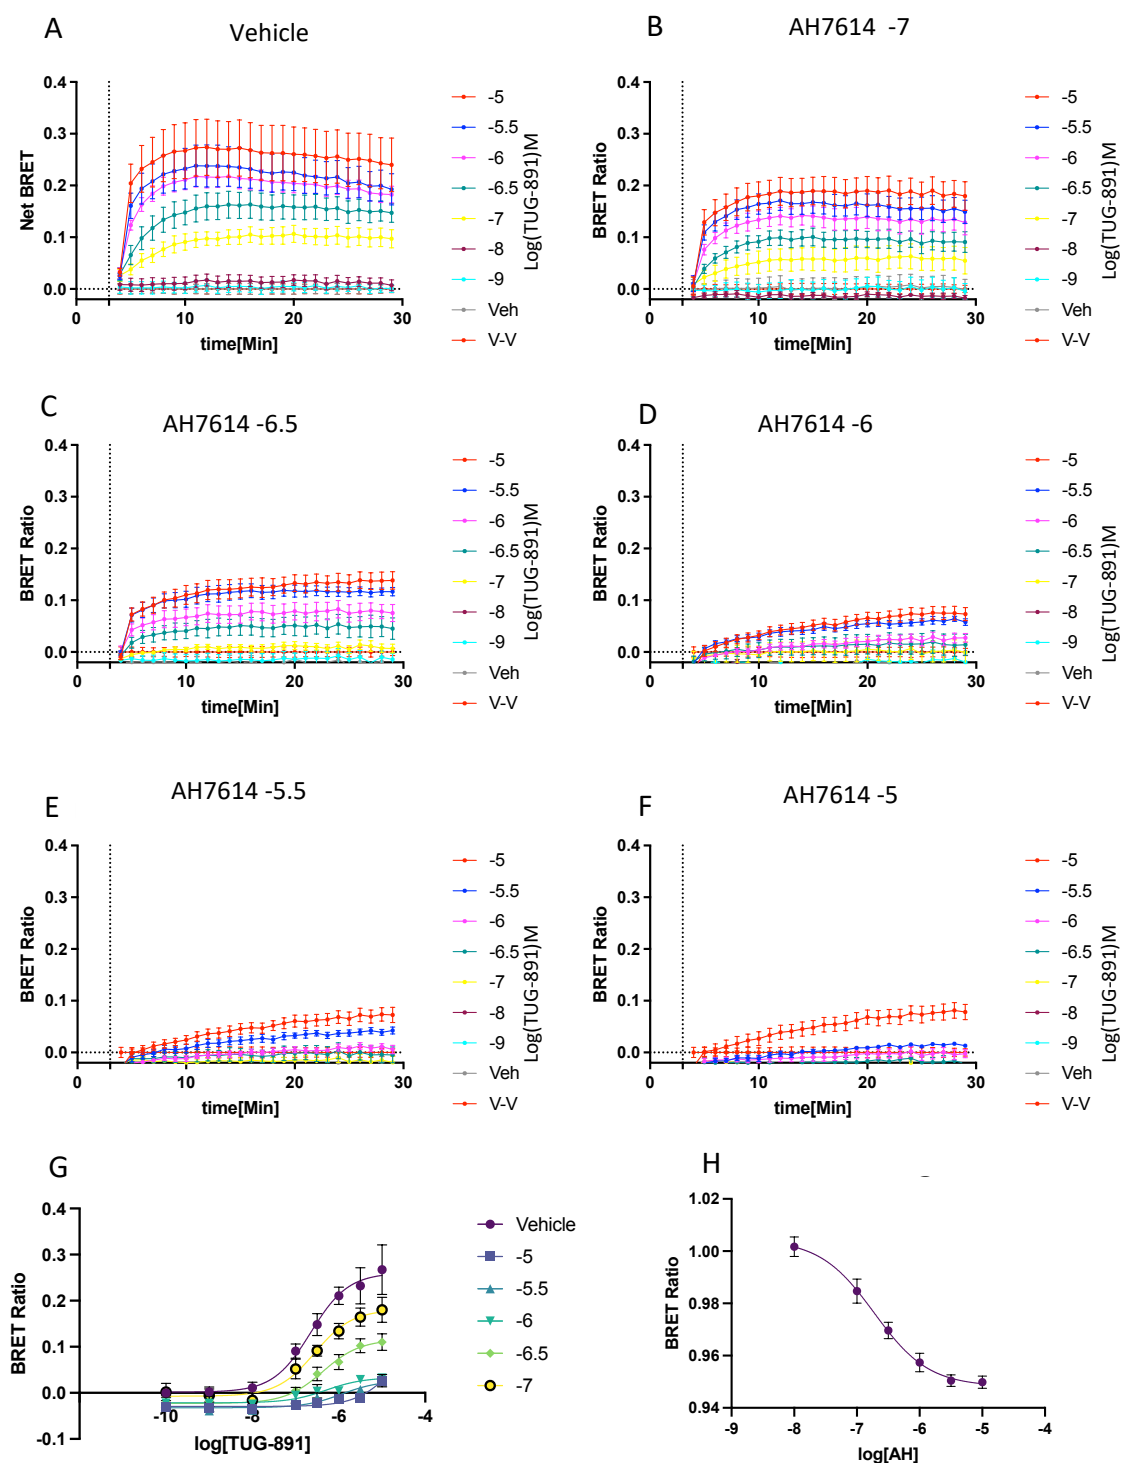 A
Vehicle
0.4
0.3
0.2
0.1
0.0
Net BRET
0
10
20
30
time[Min]
-5
-5.5
-6
-6.5
-7
-8
-9
Veh
V-V
Log(TUG-891)M
B
AH7614 -7
0.4
0.3
0.2
0.1
0.0
BRET Ratio
0
10
20
30
time[Min]
-5
-5.5
-6
-6.5
-7
-8
-9
Veh
V-V
Log(TUG-891)M
C
AH7614 -6.5
0.4
0.3
0.2
0.1
0.0
BRET Ratio
0
10
20
30
time[Min]
-5
-5.5
-6
-6.5
-7
-8
-9
Veh
V-V
Log(TUG-891)M
D
AH7614 -6
0.4
0.3
0.2
0.1
0.0
BRET Ratio
0
10
20
30
time[Min]
-5
-5.5
-6
-6.5
-7
-8
-9
Veh
V-V
Log(TUG-891)M
E
AH7614 -5.5
0.4
0.3
0.2
0.1
0.0
BRET Ratio
0
10
20
30
time[Min]
-5
-5.5
-6
-6.5
-7
-8
-9
Veh
V-V
Log(TUG-891)M
F
AH7614 -5
0.4
0.3
0.2
0.1
0.0
BRET Ratio
0
10
20
30
time[Min]
-5
-5.5
-6
-6.5
-7
-8
-9
Veh
V-V
Log(TUG-891)M
G
0.4
0.3
0.2
0.1
0.0
-0.1
BRET Ratio
-10
-8
-6
-4
log[TUG-891]
Vehicle
-5
-5.5
-6
-6.5
-7
H
1.02
1.00
0.98
0.96
0.94
BRET Ratio
-9
-8
-7
-6
-5
-4
log[AH]